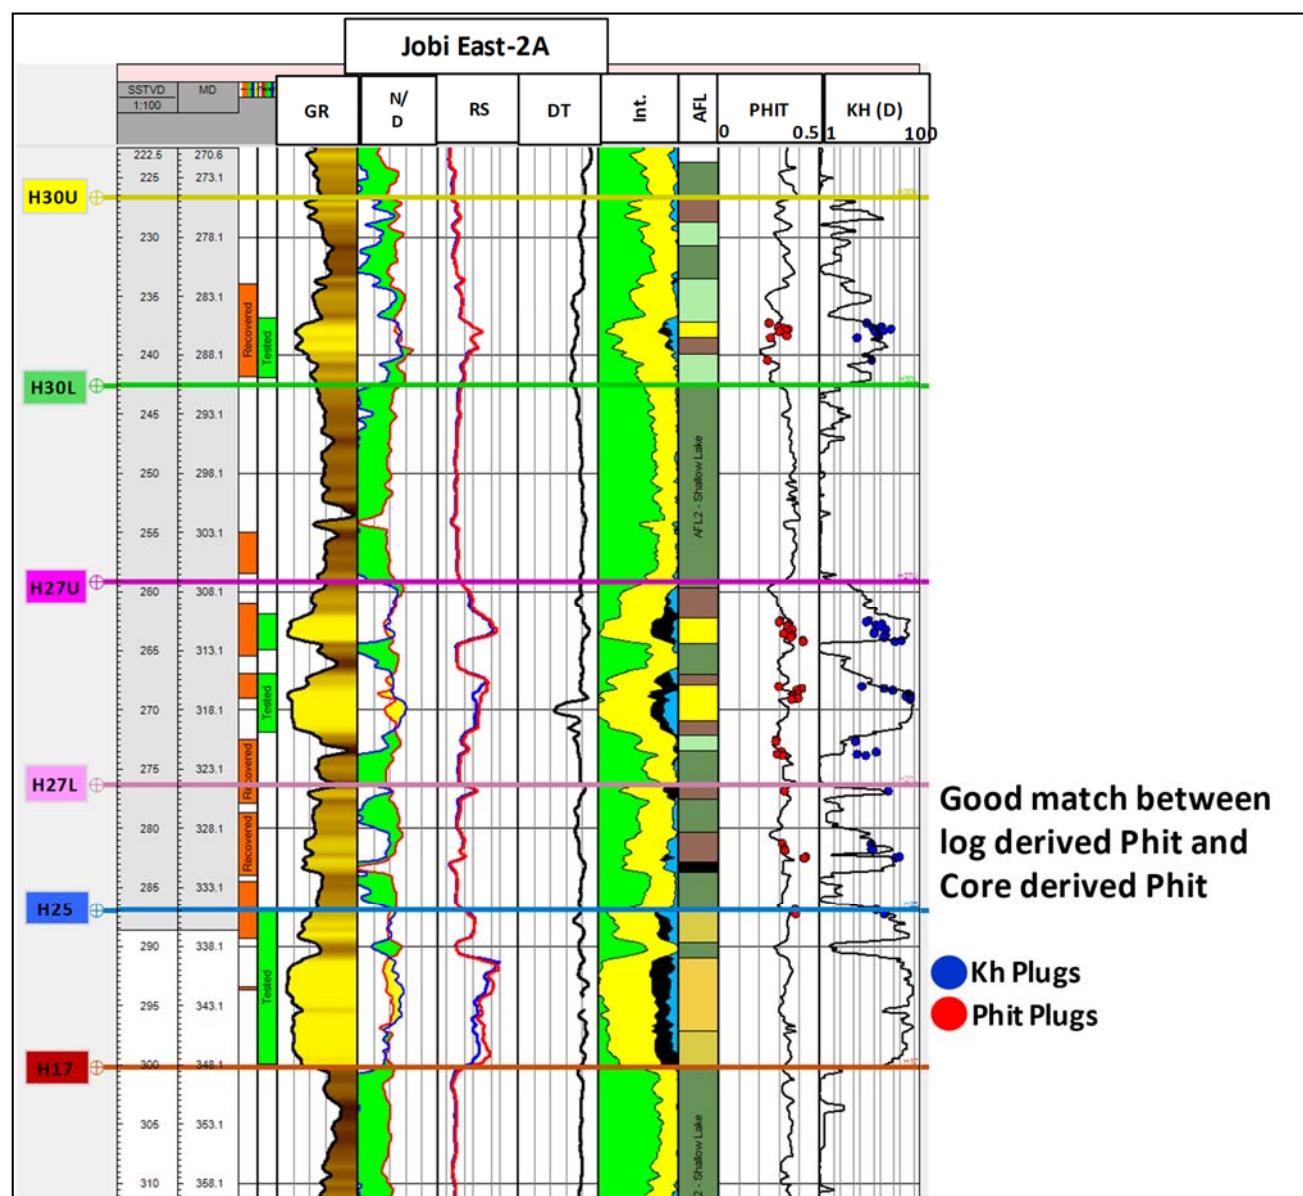 Jobi East-2A
SSTVD
1:100
MD
GR
N/
D
RS
DT
Int.
AFL
PHIT
0 0.5
KH (D)
1 100
222.5 270.6
225 273.1
H30U
230 278.1
235 283.1
Recovered
Tested
240 288.1
H30L
245 293.1
AFL2 - Shallow Lake
250 298.1
255 303.1
H27U
260 308.1
265 313.1
Tested
270 318.1
Recovered
275 323.1
H27L
280 328.1
Recovered
285 333.1
H25
290 338.1
Tested
295 343.1
300 348.1
H17
305 353.1
2 - Shallow Lake
310 358.1
Good match between
log derived Phit and
Core derived Phit
Kh Plugs
Phit Plugs